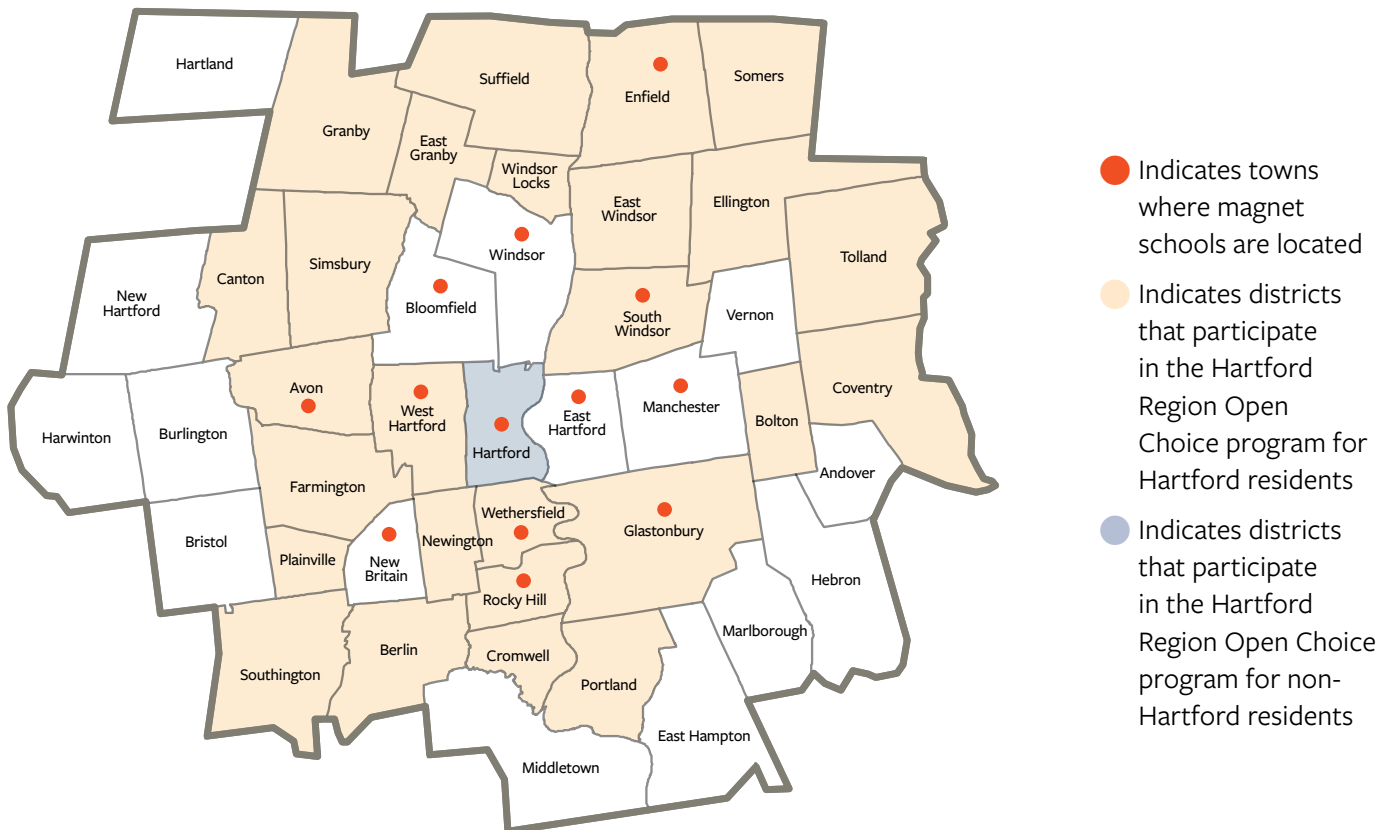 Hartland
Suffield
Enfield
Somers
Granby
East
Granby
Windsor
Locks
East
Windsor
Ellington
Tolland
Windsor
Simsbury
Canton
New
Hartford
Bloomfield
South
Windsor
Vernon
Avon
West
Hartford
Hartford
East
Hartford
Manchester
Bolton
Coventry
Harwinton
Burlington
Andover
Farmington
Wethersfield
Glastonbury
Bristol
Plainville
New
Britain
Newington
Rocky Hill
Hebron
Marlborough
Southington
Berlin
Cromwell
Portland
East Hampton
Middletown
Indicates towns
where magnet
schools are located
Indicates districts
that participate
in the Hartford
Region Open
Choice program for
Hartford residents
Indicates districts
that participate
in the Hartford
Region Open Choice
program for non-
Hartford residents